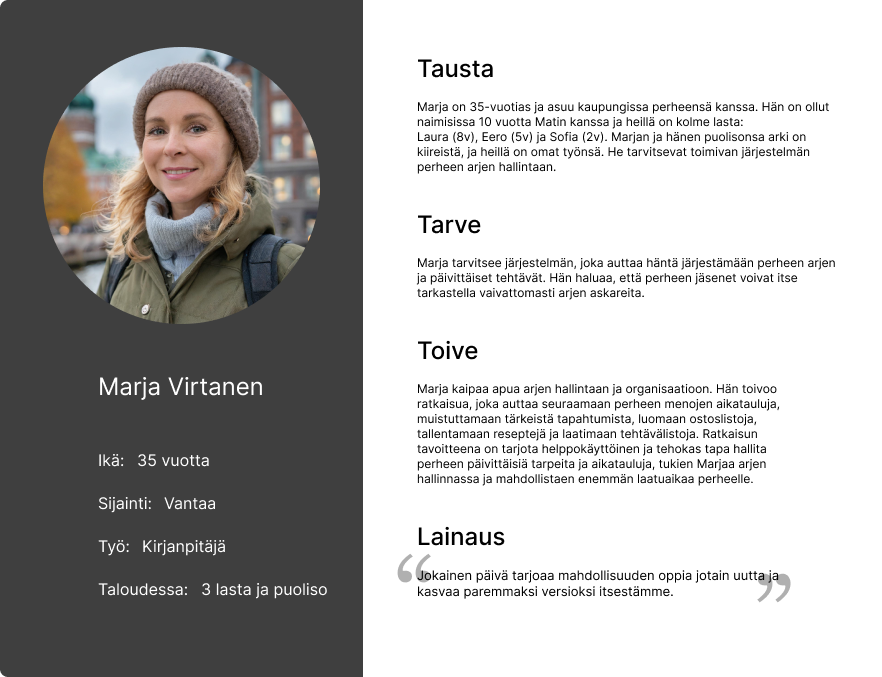 Marja Virtanen
Ikä: 35 vuotta
Sijainti: Vantaa
Työ: Kirjanpitäjä
Taloudessa: 3 lasta ja puoliso
Tausta
Marja on 35-vuotias ja asuu kaupungissa perheensä kanssa. Hän on ollut
naimisissa 10 vuotta Matin kanssa ja heillä on kolme lasta:
Laura (8v), Eero (5v) ja Sofia (2v). Marjan ja hänen puolisonsa arki on
kiireistä, ja heillä on omat työnsä. He tarvitsevat toimivan järjestelmän
perheen arjen hallintaan.
Tarve
Marja tarvitsee järjestelmän, joka auttaa häntä järjestämään perheen arjen
ja päivittäiset tehtävät. Hän haluaa, että perheen jäsenet voivat itse
tarkastella vaivattomasti arjen askareita.
Toive
Marja kaipaa apua arjen hallintaan ja organisaatioon. Hän toivoo
ratkaisua, joka auttaa seuraamaan perheen menojen aikatauluja,
muistuttamaan tärkeistä tapahtumista, luomaan ostoslistoja,
tallentamaan reseptejä ja laatimaan tehtävälistoja. Ratkaisun
tavoitteena on tarjota helppokäyttöinen ja tehokas tapa hallita
perheen päivittäisiä tarpeita ja aikatauluja, tukien Marjaa arjen
hallinnassa ja mahdollistaen enemmän laatuaikaa perheelle.
Lainaus
“Jokainen päivä tarjoaa mahdollisuuden oppia jotain uutta ja
kasvaa paremmaksi versioksi itsestämme.”